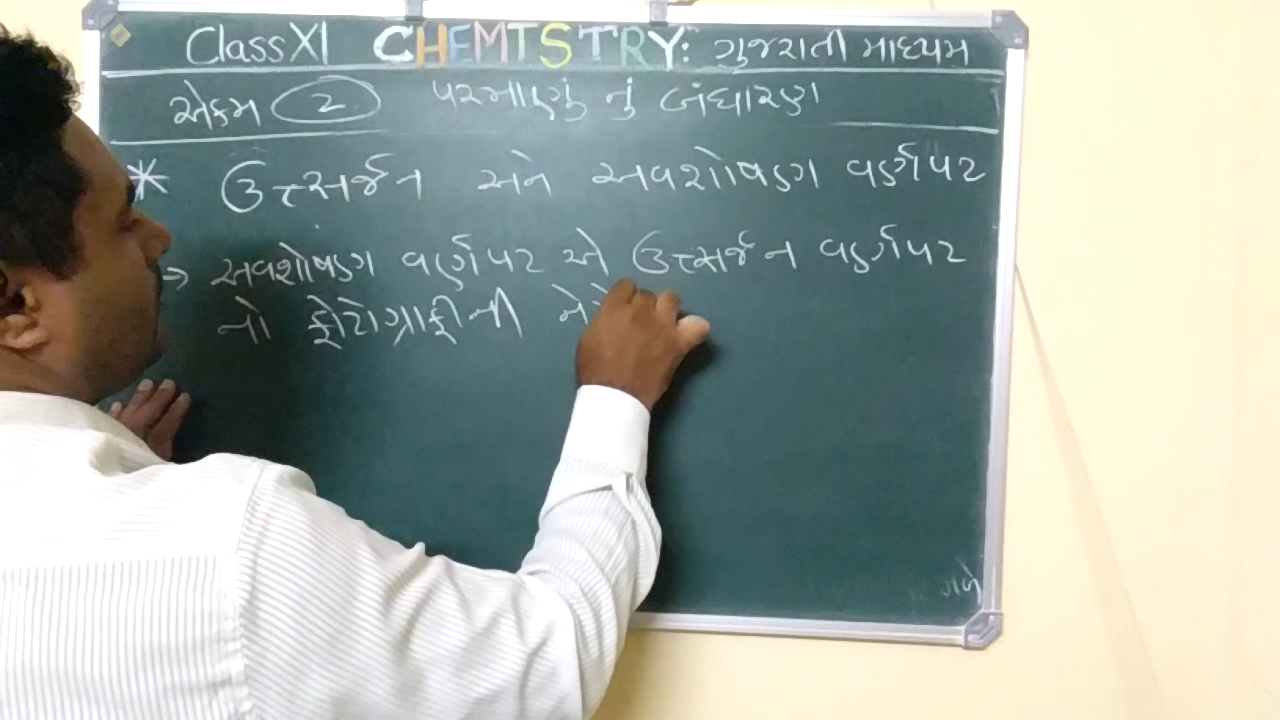 Class XI CHEMISTRY: ગુજરાતી માધ્યમ
એકમ 2 પરમાણું નું બંધારણ
* ઉત્સર્જન અને અવશોષણ વર્ણપટ
→ અવશોષણ વર્ણપટ એ ઉત્સર્જન વર્ણપટ
નો ફોટોગ્રાફીની